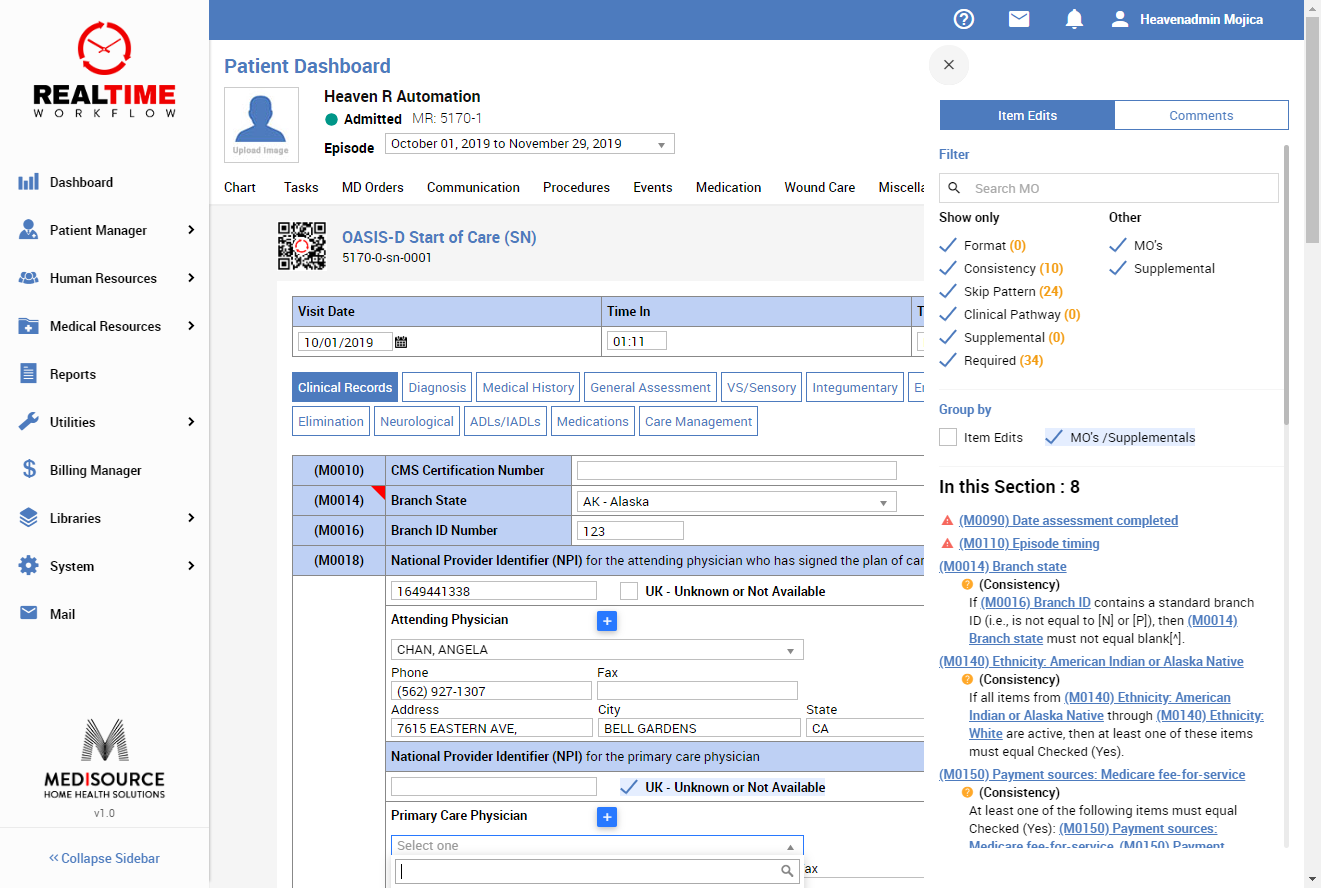 Heavenadmin Mojica
REALTIME
WORKFLOW
Dashboard
Patient Manager
Human Resources
Medical Resources
Reports
Utilities
Billing Manager
Libraries
System
Mail
MEDISOURCE
HOME HEALTH SOLUTIONS
v1.0
Collapse Sidebar
Patient Dashboard
Upload Image
Heaven R Automation
Admitted MR: 5170-1
Episode October 01, 2019 to November 29, 2019
Chart Tasks MD Orders Communication Procedures Events Medication Wound Care Miscella
OASIS-D Start of Care (SN)
5170-0-sn-0001
Visit Date Time In T
10/01/2019 01:11
Clinical Records Diagnosis Medical History General Assessment VS/Sensory Integumentary En
Elimination Neurological ADLs/IADLs Medications Care Management
(M0010) CMS Certification Number
(M0014) Branch State AK - Alaska
(M0016) Branch ID Number 123
(M0018) National Provider Identifier (NPI) for the attending physician who has signed the plan of car
1649441338 UK - Unknown or Not Available
Attending Physician +
CHAN, ANGELA
Phone Fax
(562) 927-1307
Address City State
7615 EASTERN AVE, BELL GARDENS CA
National Provider Identifier (NPI) for the primary care physician
UK - Unknown or Not Available
Primary Care Physician +
Select one
ax
Item Edits Comments
Filter
Search MO
Show only Other
Format (0) MO's
Consistency (10) Supplemental
Skip Pattern (24)
Clinical Pathway (0)
Supplemental (0)
Required (34)
Group by
Item Edits MO's /Supplementals
In this Section : 8
(M0090) Date assessment completed
(M0110) Episode timing
(M0014) Branch state
(Consistency)
If (M0016) Branch ID contains a standard branch
ID (i.e., is not equal to [N] or [P]), then (M0014)
Branch state must not equal blank[^].
(M0140) Ethnicity: American Indian or Alaska Native
(Consistency)
If all items from (M0140) Ethnicity: American
Indian or Alaska Native through (M0140) Ethnicity:
White are active, then at least one of these items
must equal Checked (Yes).
(M0150) Payment sources: Medicare fee-for-service
(Consistency)
At least one of the following items must equal
Checked (Yes): (M0150) Payment sources:
Medicare fee-for-service, (M0150) Payment